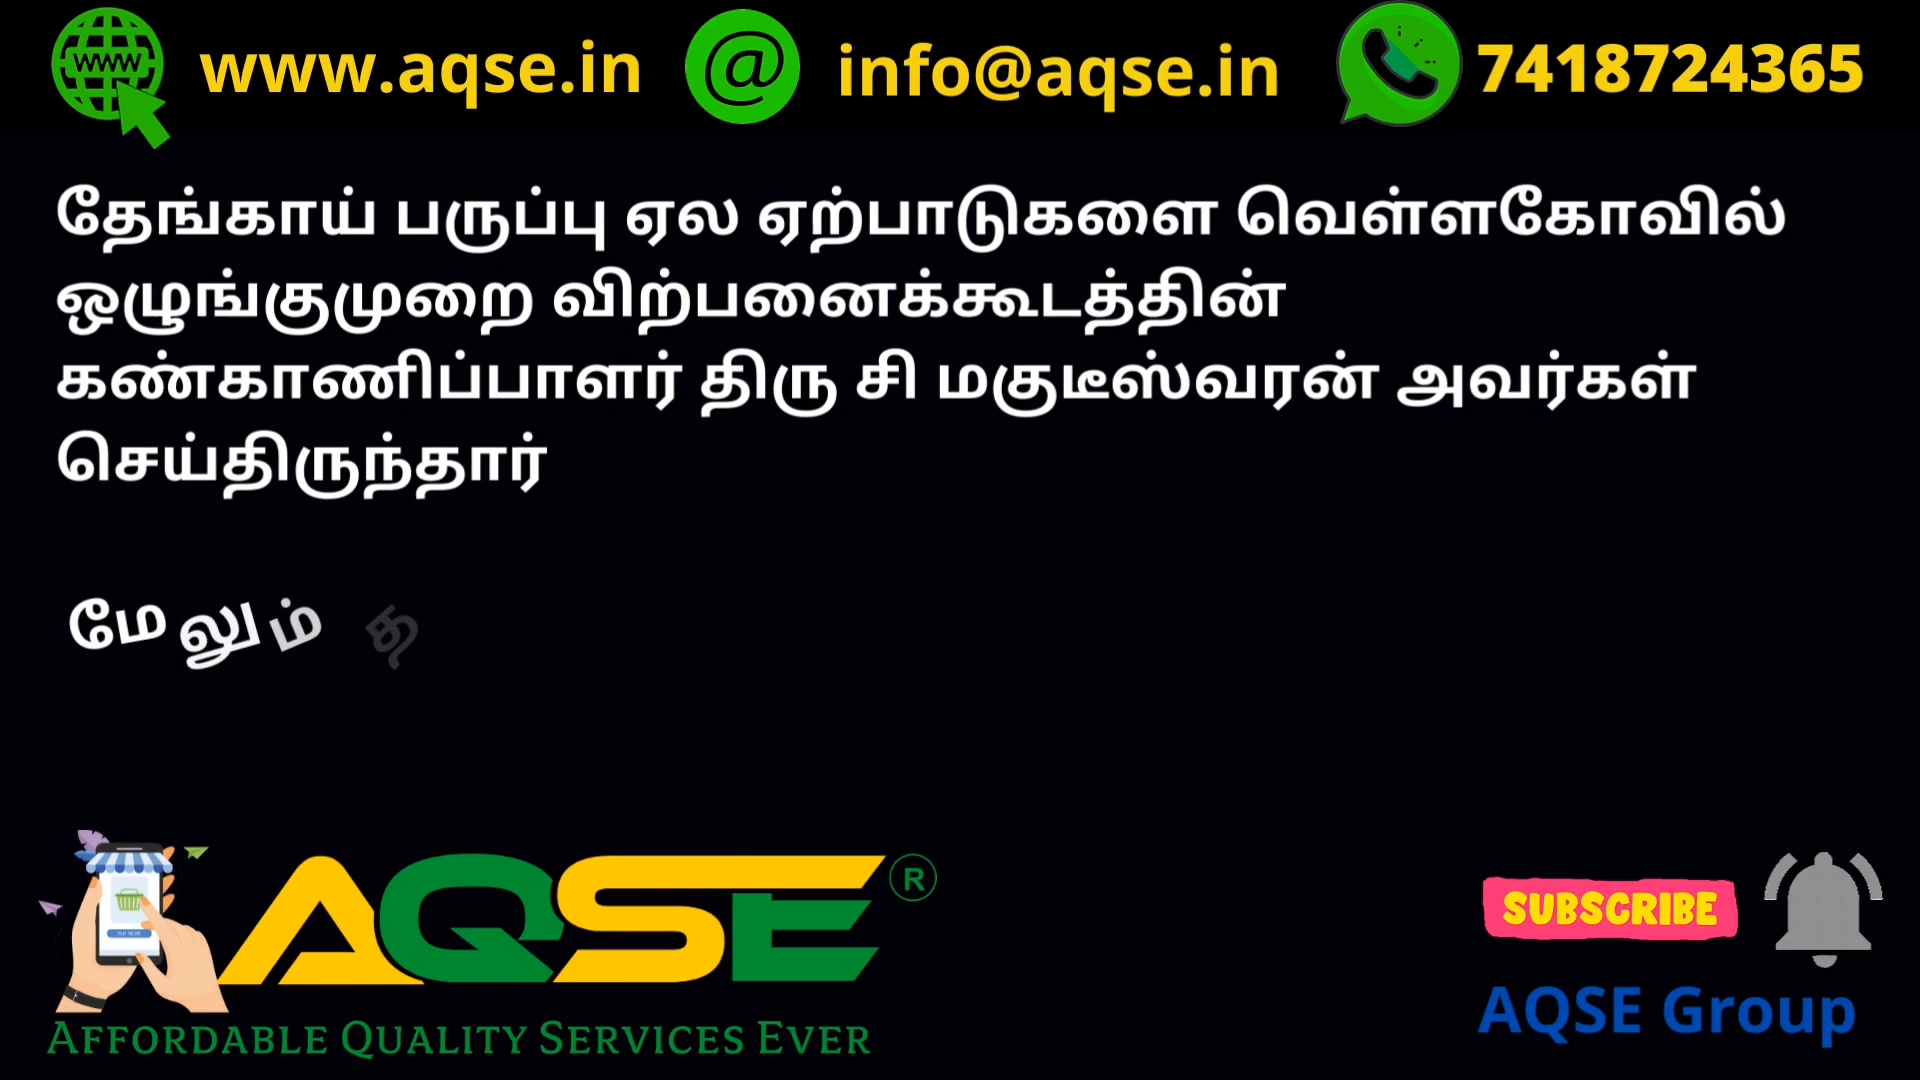 www.aqse.in
info@aqse.in
7418724365
தேங்காய் பருப்பு ஏல ஏற்பாடுகளை வெள்ளகோவில்
ஒழுங்குமுறை விற்பனைக்கூடத்தின்
கண்காணிப்பாளர் திரு சி மகுடீஸ்வரன் அவர்கள்
செய்திருந்தார்
மேலும் த
WWW
AQSE®
AFFORDABLE QUALITY SERVICES EVER
SUBSCRIBE
AQSE Group